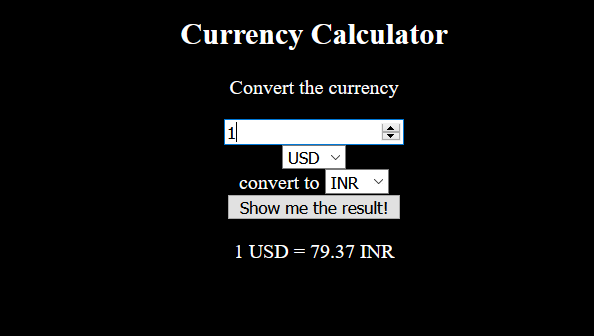 Currency Calculator
Convert the currency
1
USD
convert to INR
Show me the result!
1 USD = 79.37 INR